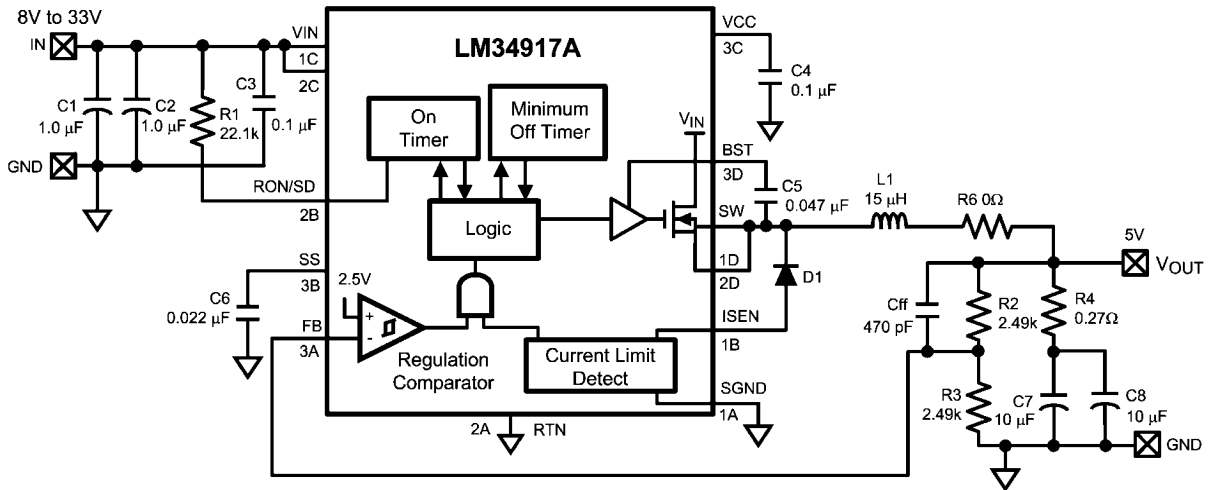 8V to 33V
IN
VIN
1C
2C
LM34917A
VCC
3C
C4
0.1 µF
C1
1.0 µF
C2
1.0 µF
R1
22.1k
C3
0.1 µF
On
Timer
Minimum
Off Timer
VIN
GND
RON/SD
2B
BST
3D
C5
0.047 µF
L1
15 µH
R6 0Ω
Logic
SW
1D
2D
D1
5V
VOUT
SS
3B
C6
0.022 µF
2.5V
+
-
FB
3A
Regulation
Comparator
Current Limit
Detect
ISEN
1B
SGND
1A
Cff
470 pF
R2
2.49k
R4
0.27Ω
R3
2.49k
C7
10 µF
C8
10 µF
GND
2A
RTN